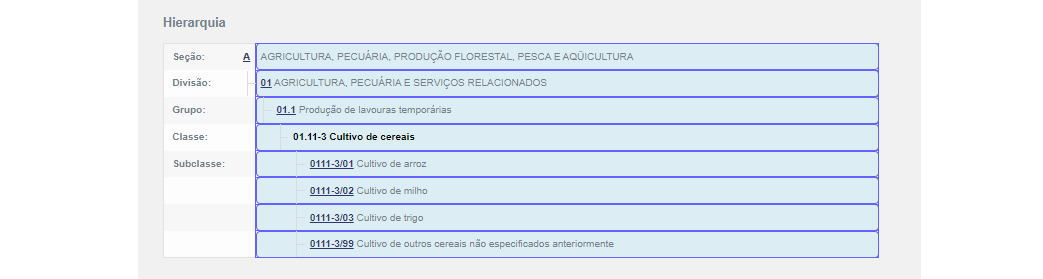 Hierarquia
Seção: A AGRICULTURA, PECUÁRIA, PRODUÇÃO FLORESTAL, PESCA E AQÜICULTURA
Divisão: 01 AGRICULTURA, PECUÁRIA E SERVIÇOS RELACIONADOS
Grupo: 01.1 Produção de lavouras temporárias
Classe: 01.11-3 Cultivo de cereais
Subclasse: 0111-3/01 Cultivo de arroz
0111-3/02 Cultivo de milho
0111-3/03 Cultivo de trigo
0111-3/99 Cultivo de outros cereais não especificados anteriormente